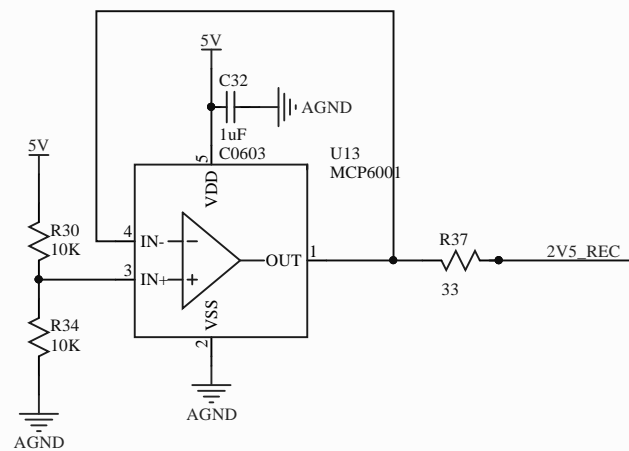 5V
C32
AGND
1uF
C0603
5V
U13
MCP6001
5
VDD
R30
10K
4
IN-
OUT
1
3
IN+
R37
33
2V5_REC
R34
10K
VSS
2
AGND
AGND